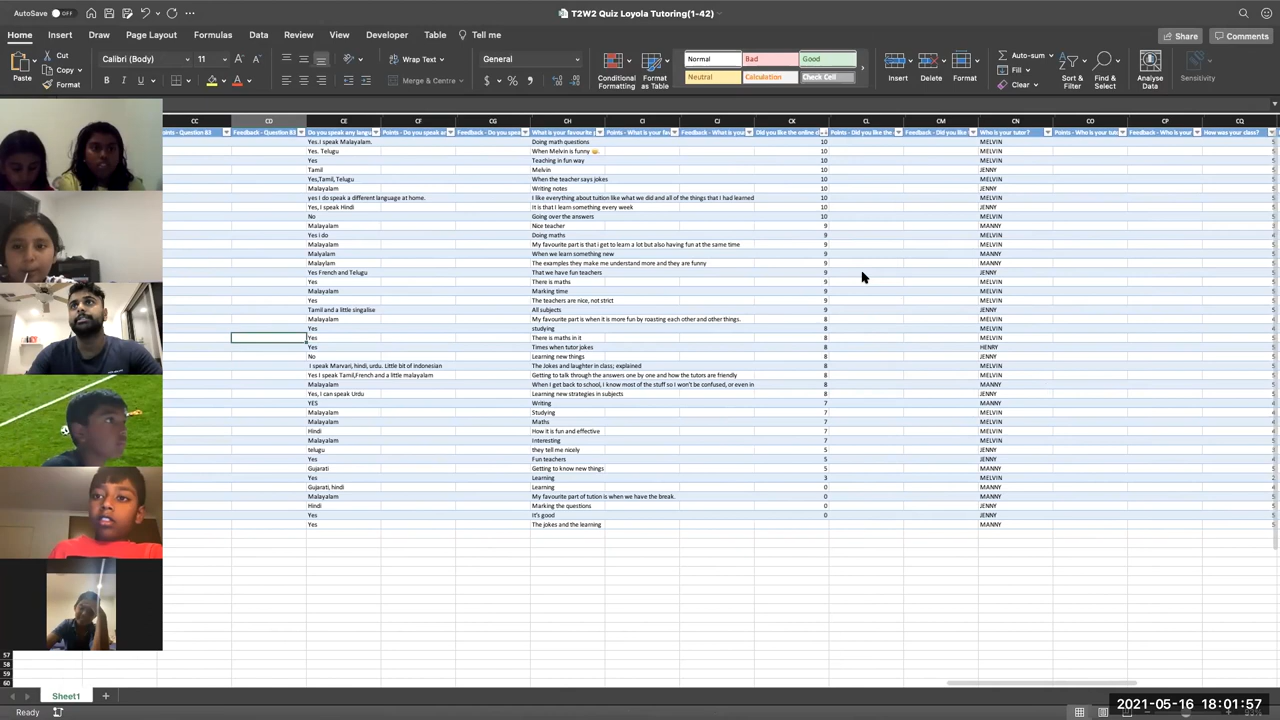 AutoSave OFF
T2W2 Quiz Loyola Tutoring(1-42)
Home Insert Draw Page Layout Formulas Data Review View Developer Table Tell me
Share Comments
Paste
Cut
Copy
Format
Calibri (Body) 11
B I U
Wrap Text
Merge & Centre
General
Conditional Formatting
Format as Table
Normal Bad Good
Neutral Calculation Check Cell
Insert Delete Format
Auto-sum
Fill
Clear
Sort & Filter
Find & Select
Analyse Data
Sensitivity
CC CD CE CF CG CH CI CJ CK CL CM CN CO CP CQ
Feedback - Question 83 Who is your tutor? How was your class?
Yes.I speak Malayalam. Doing math questions 10 MELVIN
Yes. Telugu When Melvin is funny 10 MELVIN
Yes Teaching in fun way 10 MELVIN
Tamil Melvin 10 JENNY
Yes,Tamil, Telugu When the teacher says jokes 10 MELVIN
Malayalam Writing notes 10 JENNY
yes I do speak a different language at home. I like everything about tuition like what we did and all of the things that I had learned 10 MELVIN
Yes, I speak Hindi It is that I learn something every week 10 JENNY
No Going over the answers 10 MELVIN
Malayalam Nice teacher 9 MANNY
Yes I do Doing maths 9 MELVIN
Malayalam My favourite part is that i get to learn a lot but also having fun at the same time 9 MELVIN
Malyalam When we learn something new 9 MANNY
Malaylam The examples they make me understand more and they are funny 9 MANNY
Yes French and Telugu That we have fun teachers 9 JENNY
Yes There is maths 9 MELVIN
Malayalam Marking time 9 MELVIN
Yes The teachers are nice, not strict 9 MELVIN
Tamil and a little singalise All subjects 9 JENNY
Malayalam My favourite part is when it is more fun by roasting each other and other things. 8 MELVIN
Yes studying 8 MELVIN
Yes There is maths in it 8 MELVIN
Yes Times when tutor jokes 8 HENRY
No Learning new things 8 JENNY
I speak Marvari, hindi, urdu. Little bit of indonesian The Jokes and laughter in class; explained 8 MELVIN
Yes I speak Tamil,French and a little malayalam Getting to talk through the answers one by one and how the tutors are friendly 8 MELVIN
Malayalam When I get back to school, I know most of the stuff so I won't be confused, or even in 8 MANNY
Yes, I can speak Urdu Learning new strategies in subjects 8 JENNY
YES Writing 7 MANNY
Malayalam Studying 7 MELVIN
Malayalam Maths 7 MELVIN
Hindi How it is fun and effective 7 MELVIN
Malayalam Interesting 7 MELVIN
telugu they tell me nicely 5 JENNY
Yes Fun teachers 5 JENNY
Gujarati Getting to know new things 5 MANNY
Yes Learning 3 MELVIN
Gujarati, hindi Learning 0 MANNY
Malayalam My favourite part of tution is when we have the break. 0 MANNY
Hindi Marking the questions 0 JENNY
Yes It's good 0 JENNY
Yes The jokes and the learning MANNY
57
58
59
60
Sheet1
Ready
2021-05-16 18:01:57